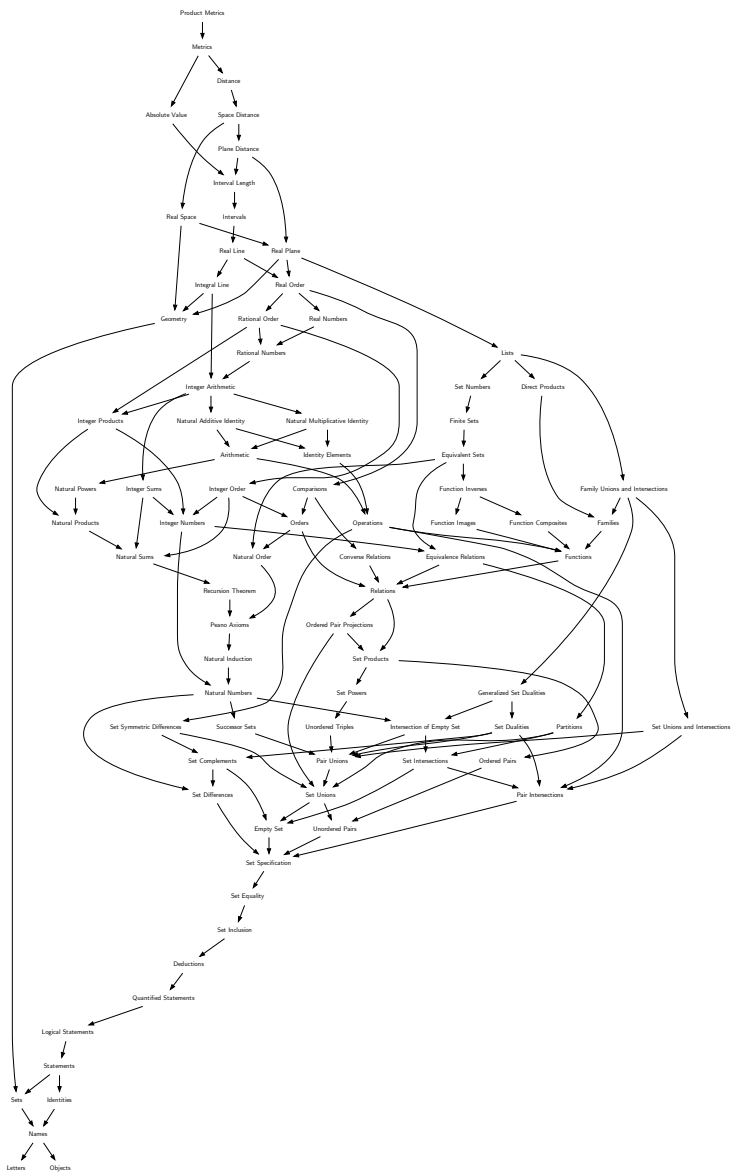 Product Metrics
Metrics
Distance
Absolute Value
Space Distance
Plane Distance
Interval Length
Real Space
Intervals
Real Line
Real Plane
Integral Line
Real Order
Geometry
Rational Order
Real Numbers
Rational Numbers
Lists
Integer Arithmetic
Set Numbers
Direct Products
Integer Products
Natural Additive Identity
Natural Multiplicative Identity
Finite Sets
Arithmetic
Identity Elements
Equivalent Sets
Natural Powers
Integer Sums
Integer Order
Comparisons
Function Inverses
Family Unions and Intersections
Natural Products
Integer Numbers
Orders
Operations
Function Images
Function Composites
Families
Natural Sums
Natural Order
Converse Relations
Equivalence Relations
Functions
Recursion Theorem
Relations
Peano Axioms
Ordered Pair Projections
Natural Induction
Set Products
Natural Numbers
Set Powers
Generalized Set Dualities
Set Symmetric Differences
Successor Sets
Unordered Triples
Intersection of Empty Set
Set Dualities
Partitions
Set Unions and Intersections
Set Complements
Pair Unions
Set Intersections
Ordered Pairs
Set Differences
Set Unions
Pair Intersections
Empty Set
Unordered Pairs
Set Specification
Set Equality
Set Inclusion
Deductions
Quantified Statements
Logical Statements
Statements
Sets
Identities
Names
Letters
Objects